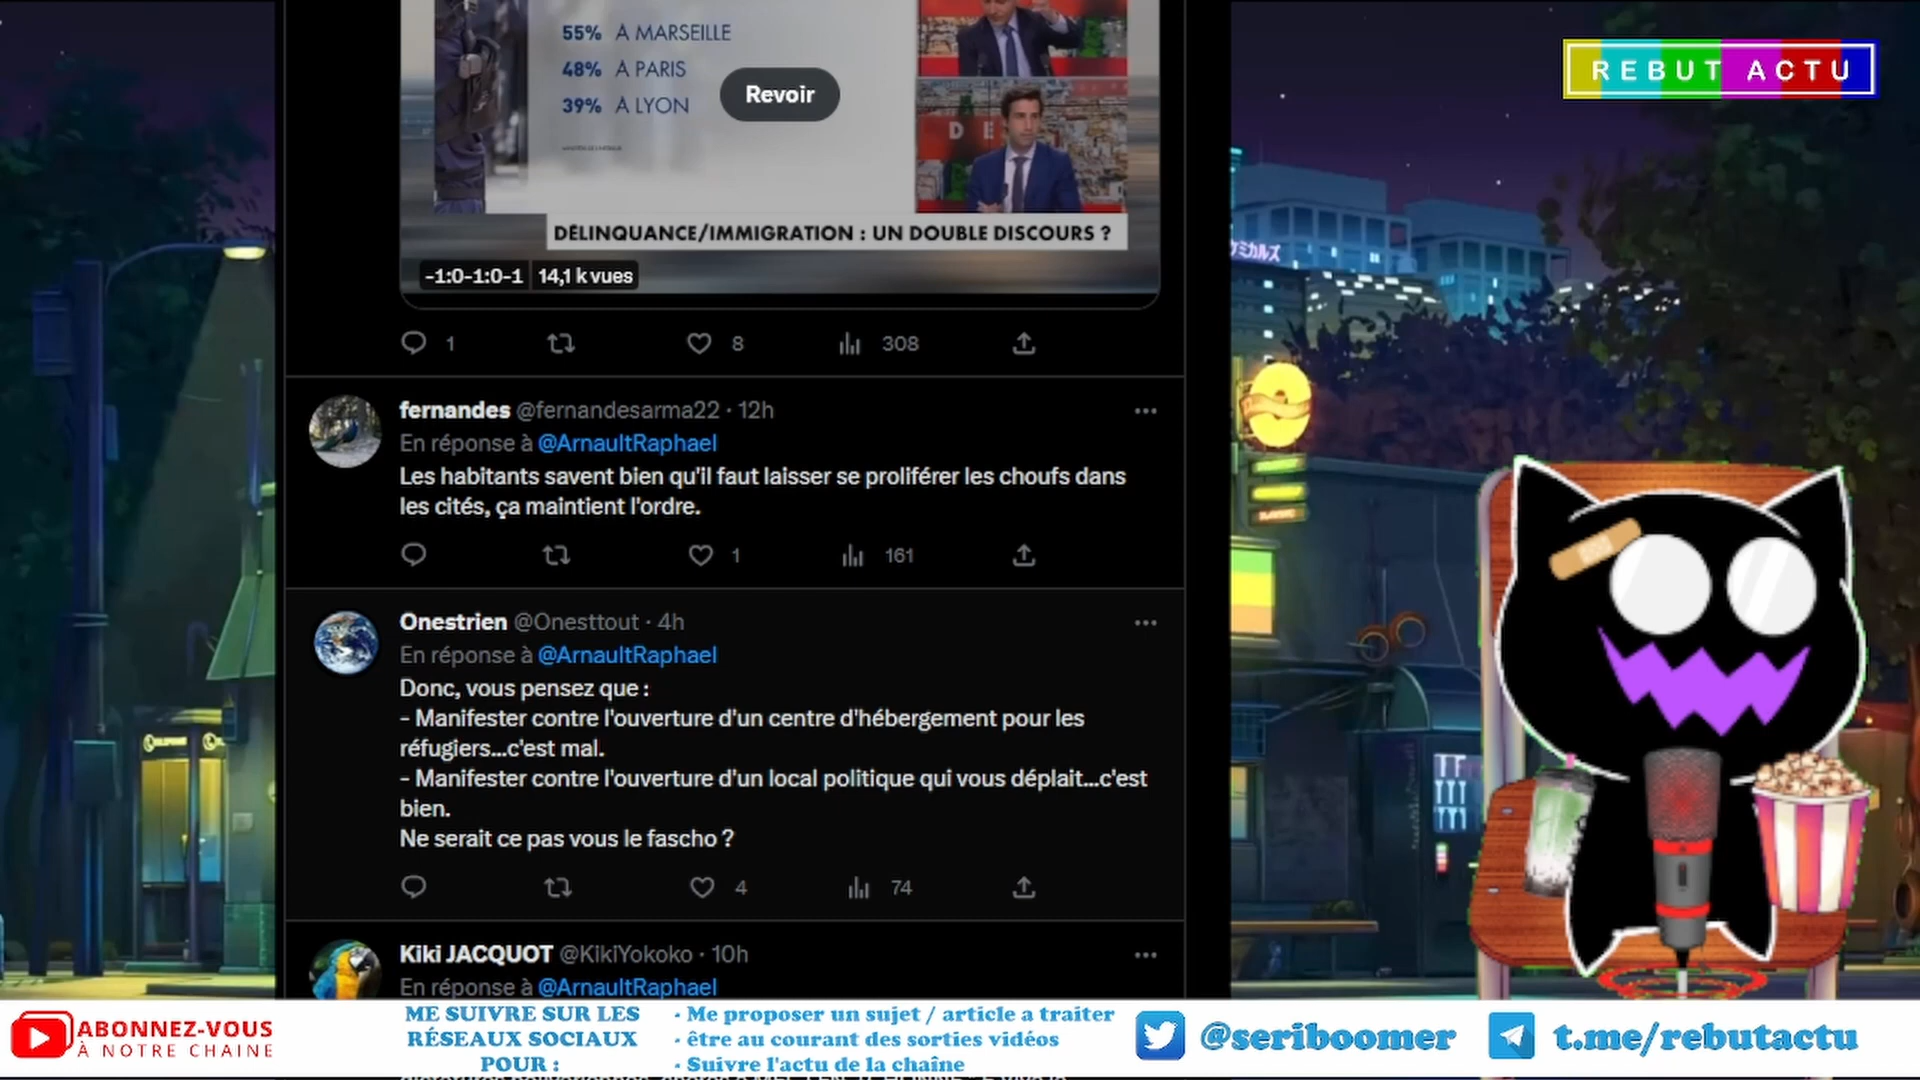 55% À MARSEILLE
48% À PARIS
39% À LYON
Revoir
REBUT ACTU
DÉLINQUANCE/IMMIGRATION : UN DOUBLE DISCOURS ?
-1:0-1:0-1 14,1 k vues
1 8 308
fernandes @fernandesarma22 · 12h
En réponse à @ArnaultRaphael
Les habitants savent bien qu'il faut laisser se proliférer les choufs dans
les cités, ça maintient l'ordre.
1 161
Onestrien @Onesttout · 4h
En réponse à @ArnaultRaphael
Donc, vous pensez que :
- Manifester contre l'ouverture d'un centre d'hébergement pour les
réfugiers...c'est mal.
- Manifester contre l'ouverture d'un local politique qui vous déplait...c'est
bien.
Ne serait ce pas vous le fascho ?
4 74
Kiki JACQUOT @KikiYokoko · 10h
En réponse à @ArnaultRaphael
ABONNEZ-VOUS
À NOTRE CHAINE
ME SUIVRE SUR LES
RÉSEAUX SOCIAUX
POUR :
- Me proposer un sujet / article a traiter
- être au courant des sorties vidéos
- Suivre l'actu de la chaîne
@seriboomer
t.me/rebutactu